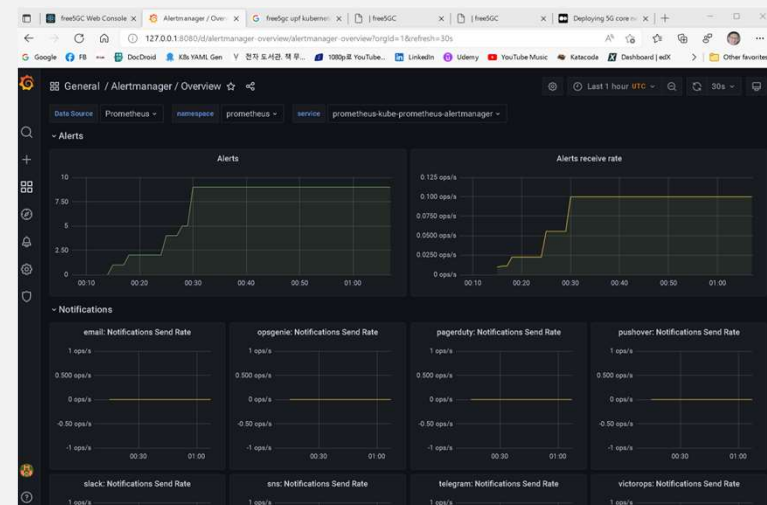 free5GC Web Console
Alertmanager / Over
free5gc upf kubernet
free5GC
free5GC
Deploying 5G core n
127.0.0.1:8080/d/alertmanager-overview/alertmanager-overview?orgId=1&refresh=30s
Google
FB
DocDroid
K8s YAML Gen
전자 도서관. 책 무...
1080p로 YouTube...
LinkedIn
Udemy
YouTube Music
Katacoda
Dashboard | edX
Other favorites
General / Alertmanager / Overview
Last 1 hour UTC
30s
Data Source Prometheus
namespace prometheus
service prometheus-kube-prometheus-alertmanager
Alerts
Alerts
10
7.50
5
2.50
0
00:10 00:20 00:30 00:40 00:50 01:00
Alerts receive rate
0.125 ops/s
0.100 ops/s
0.0750 ops/s
0.0500 ops/s
0.0250 ops/s
0 ops/s
00:10 00:20 00:30 00:40 00:50 01:00
Notifications
email: Notifications Send Rate
1 ops/s
0.500 ops/s
0 ops/s
-0.50 ops/s
-1 ops/s
00:30 01:00
opsgenie: Notifications Send Rate
1 ops/s
0.500 ops/s
0 ops/s
-0.50 ops/s
-1 ops/s
00:30 01:00
pagerduty: Notifications Send Rate
1 ops/s
0.500 ops/s
0 ops/s
-0.50 ops/s
-1 ops/s
00:30 01:00
pushover: Notifications Send Rate
1 ops/s
0.500 ops/s
0 ops/s
-0.50 ops/s
-1 ops/s
00:30 01:00
slack: Notifications Send Rate
1 ops/s
sns: Notifications Send Rate
1 ops/s
telegram: Notifications Send Rate
1 ops/s
victorops: Notifications Send Rate
1 ops/s